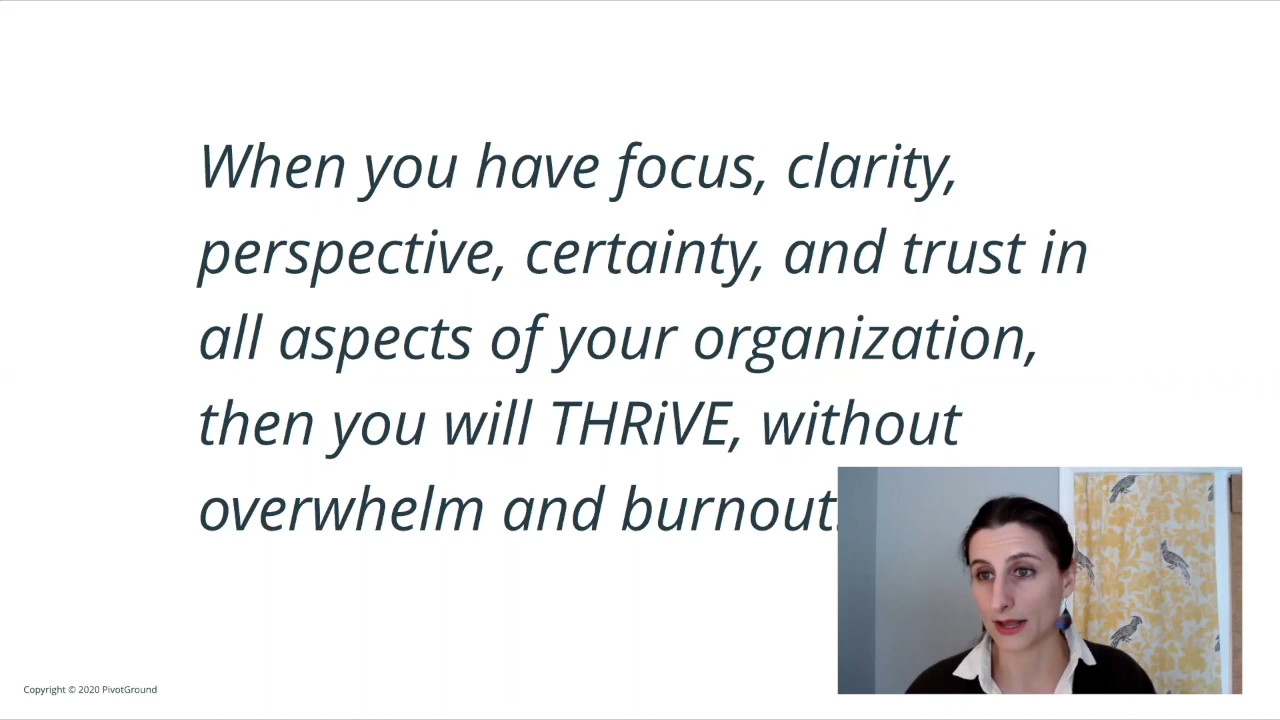 When you have focus, clarity,
perspective, certainty, and trust in
all aspects of your organization,
then you will THRiVE, without
overwhelm and burnout.
Copyright © 2020 PivotGround